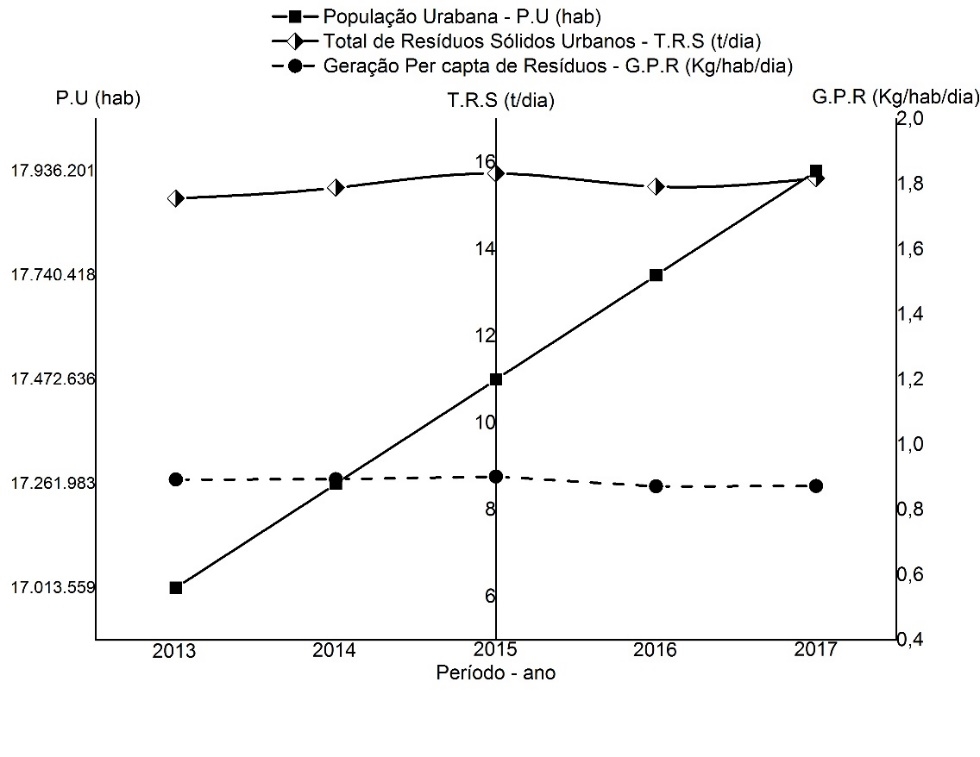 População Urabana - P.U (hab)
Total de Resíduos Sólidos Urbanos - T.R.S (t/dia)
Geração Per capta de Resíduos - G.P.R (Kg/hab/dia)
P.U (hab)
T.R.S (t/dia)
G.P.R (Kg/hab/dia)
17.936.201
17.740.418
17.472.636
17.261.983
17.013.559
16
14
12
10
8
6
2,0
1,8
1,6
1,4
1,2
1,0
0,8
0,6
0,4
2013 2014 2015 2016 2017
Período - ano